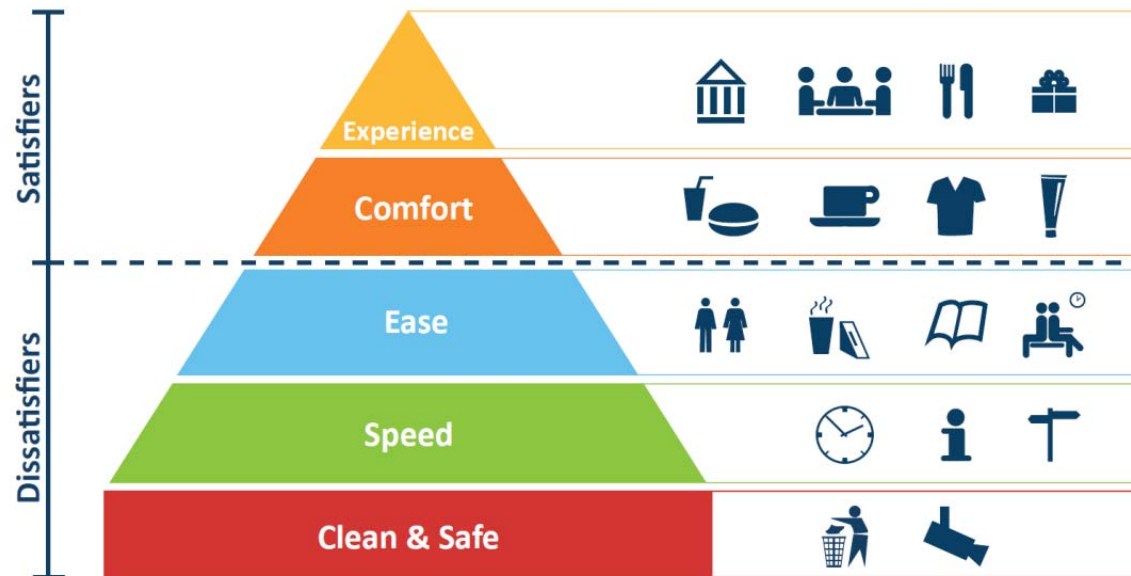 Satisfiers
Experience
Comfort
Ease
Dissatisfiers
Speed
Clean & Safe